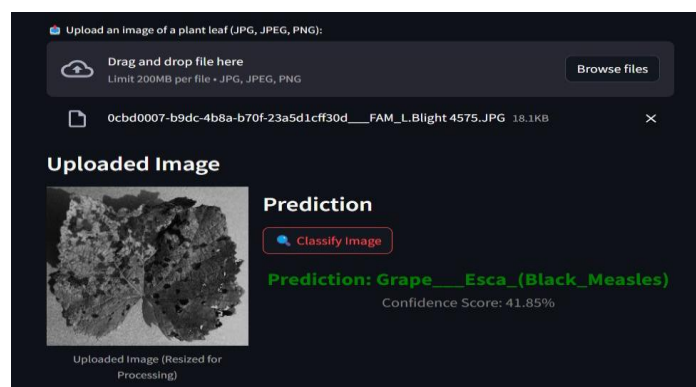 Upload an image of a plant leaf (JPG, JPEG, PNG):
Drag and drop file here
Limit 200MB per file • JPG, JPEG, PNG
Browse files
0cbd0007-b9dc-4b8a-b70f-23a5d1cff30d___FAM_L.Blight 4575.JPG 18.1KB
Uploaded Image
Prediction
Classify Image
Prediction: Grape___Esca_(Black_Measles)
Confidence Score: 41.85%
Uploaded Image (Resized for
Processing)